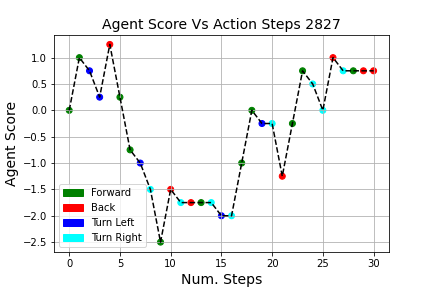 Agent Score Vs Action Steps 2827
Agent Score
1.0
0.5
0.0
−0.5
−1.0
−1.5
−2.0
−2.5
Forward
Back
Turn Left
Turn Right
0 5 10 15 20 25 30
Num. Steps